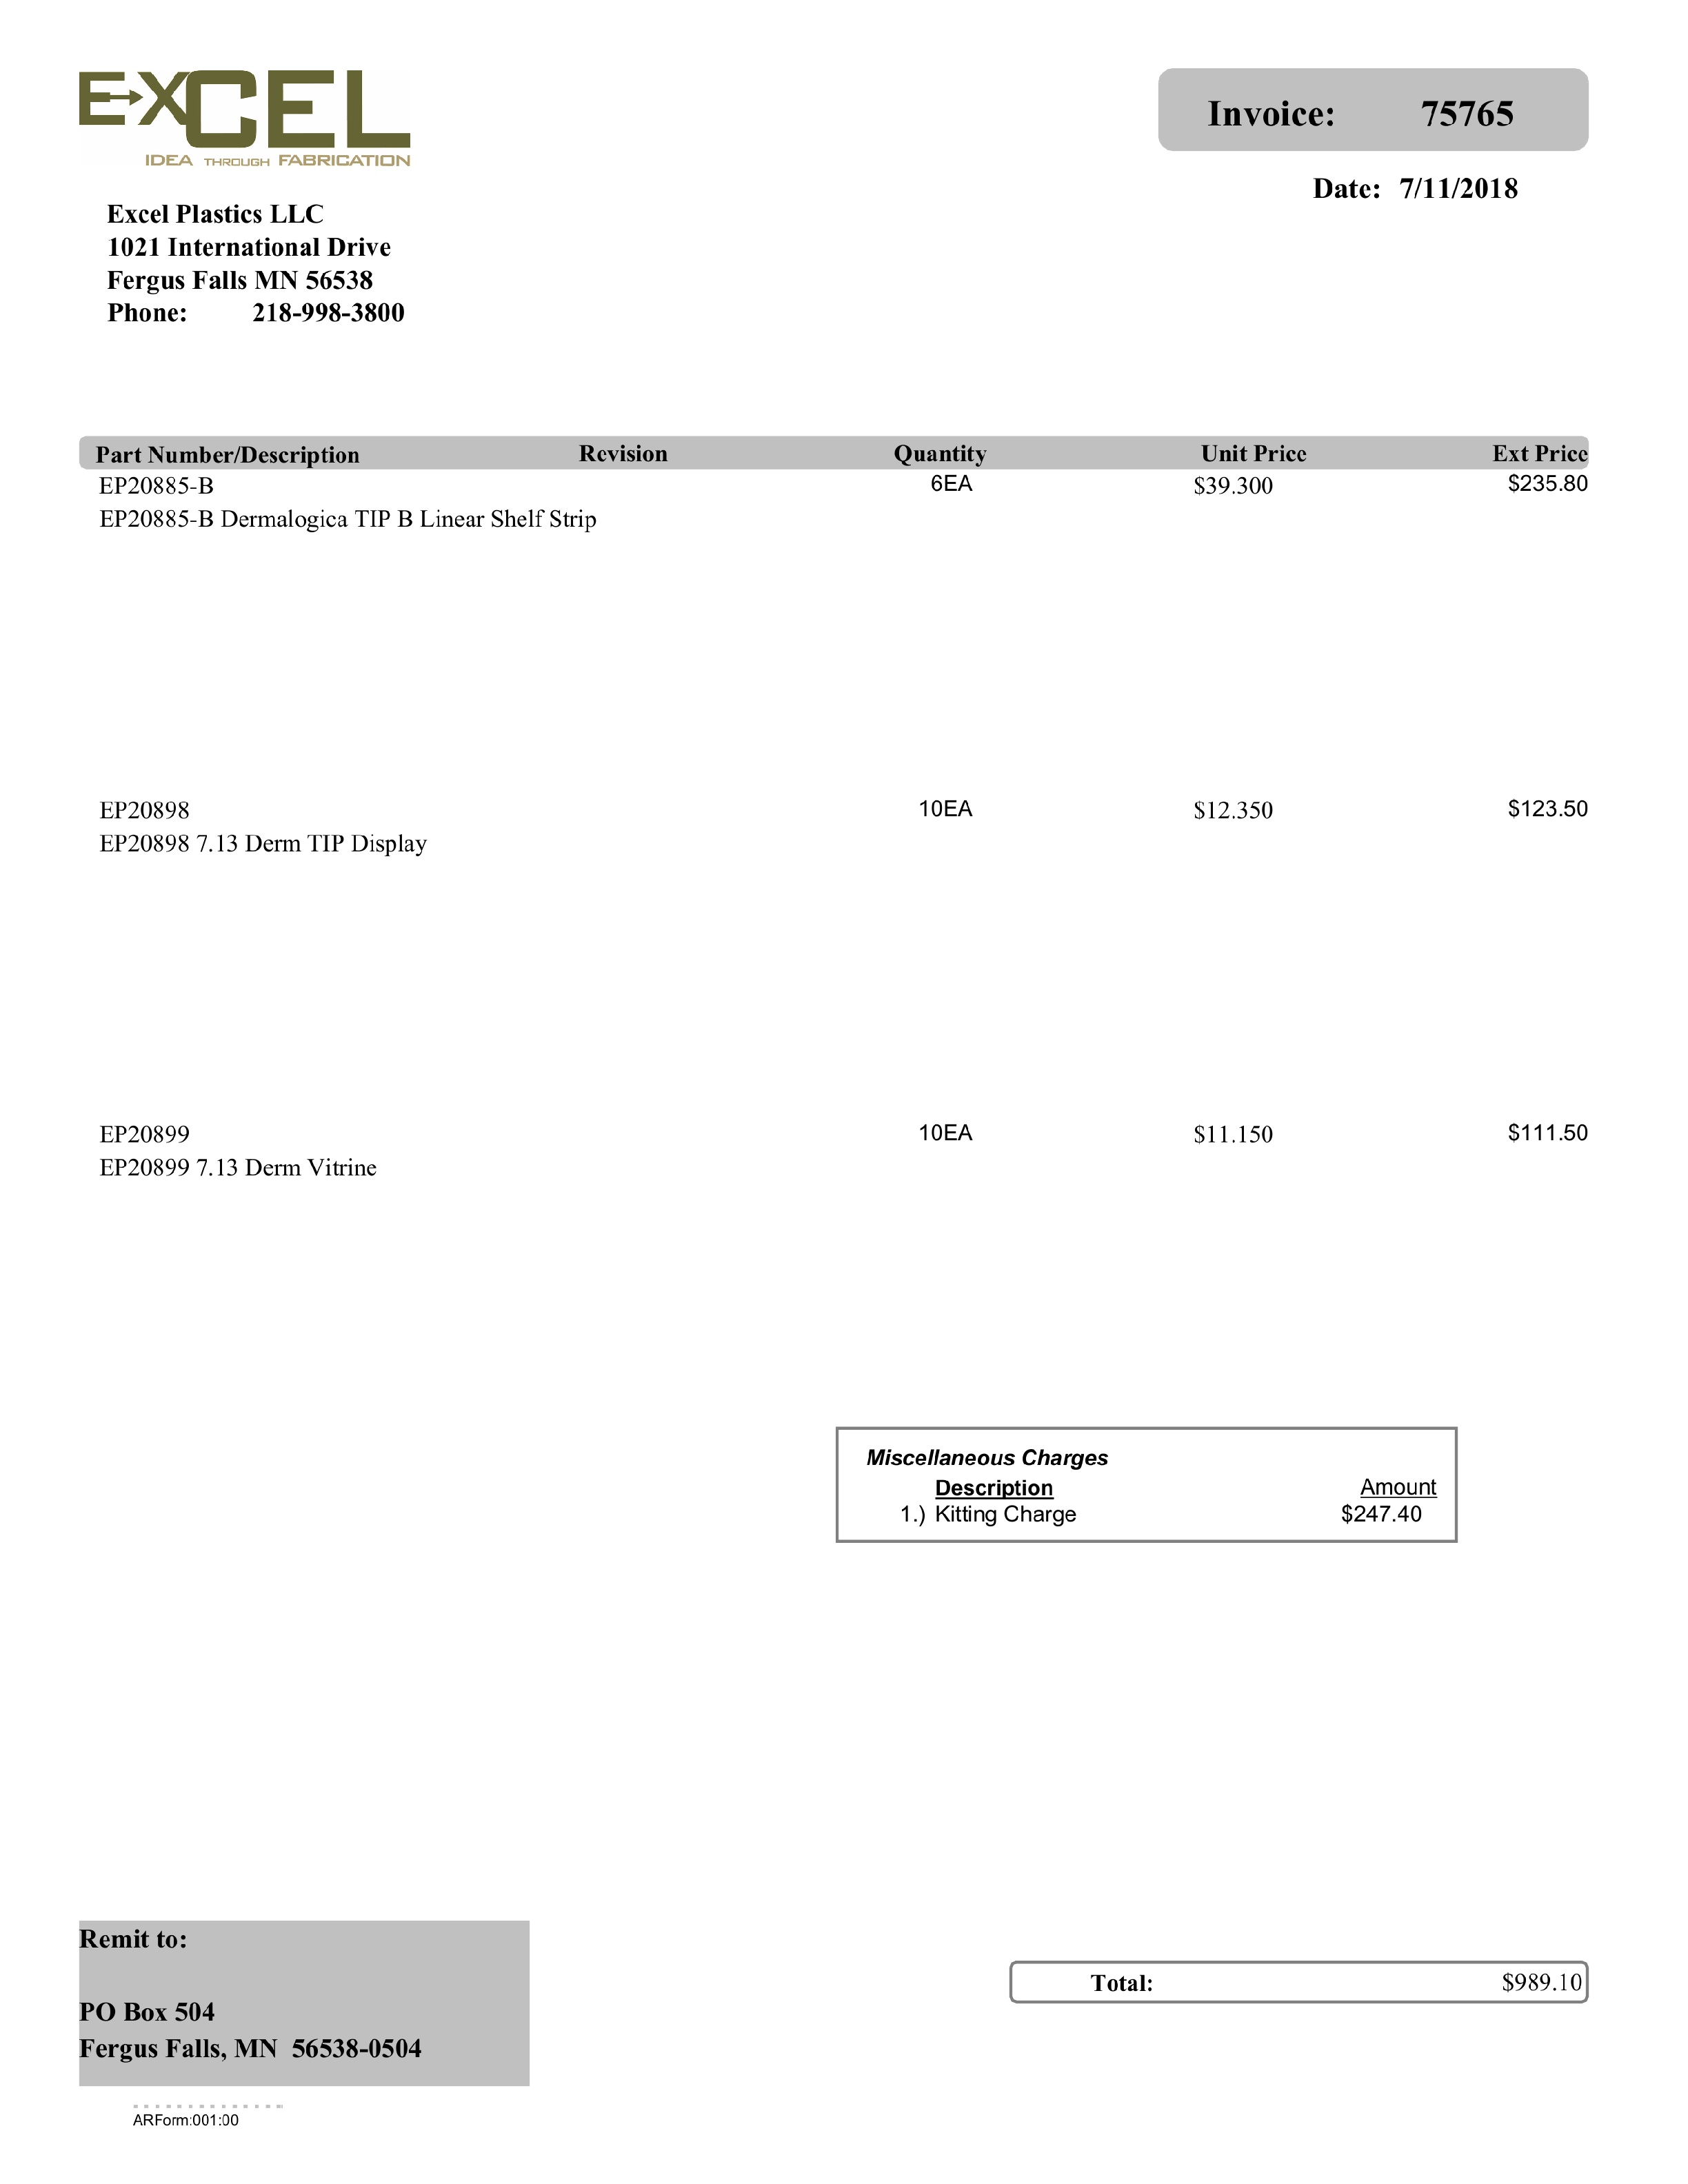 EXCEL
IDEA THROUGH FABRICATION
Invoice: 75765
Date: 7/11/2018
Excel Plastics LLC
1021 International Drive
Fergus Falls MN 56538
Phone: 218-998-3800
Part Number/Description Revision Quantity Unit Price Ext Price
EP20885-B 6EA $39.300 $235.80
EP20885-B Dermalogica TIP B Linear Shelf Strip
EP20898 10EA $12.350 $123.50
EP20898 7.13 Derm TIP Display
EP20899 10EA $11.150 $111.50
EP20899 7.13 Derm Vitrine
Miscellaneous Charges
Description Amount
1.) Kitting Charge $247.40
Remit to:
PO Box 504
Fergus Falls, MN 56538-0504
Total: $989.10
ARForm:001:00